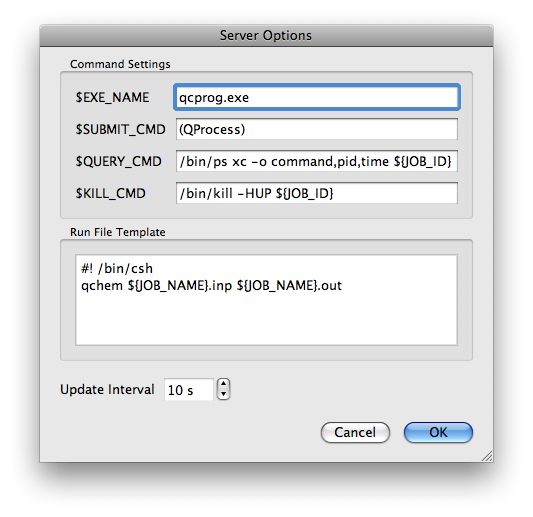 Server Options
Command Settings
$EXE_NAME qcprog.exe
$SUBMIT_CMD (QProcess)
$QUERY_CMD /bin/ps xc -o command,pid,time ${JOB_ID}
$KILL_CMD /bin/kill -HUP ${JOB_ID}
Run File Template
#! /bin/csh
qchem ${JOB_NAME}.inp ${JOB_NAME}.out
Update Interval 10 s
Cancel OK